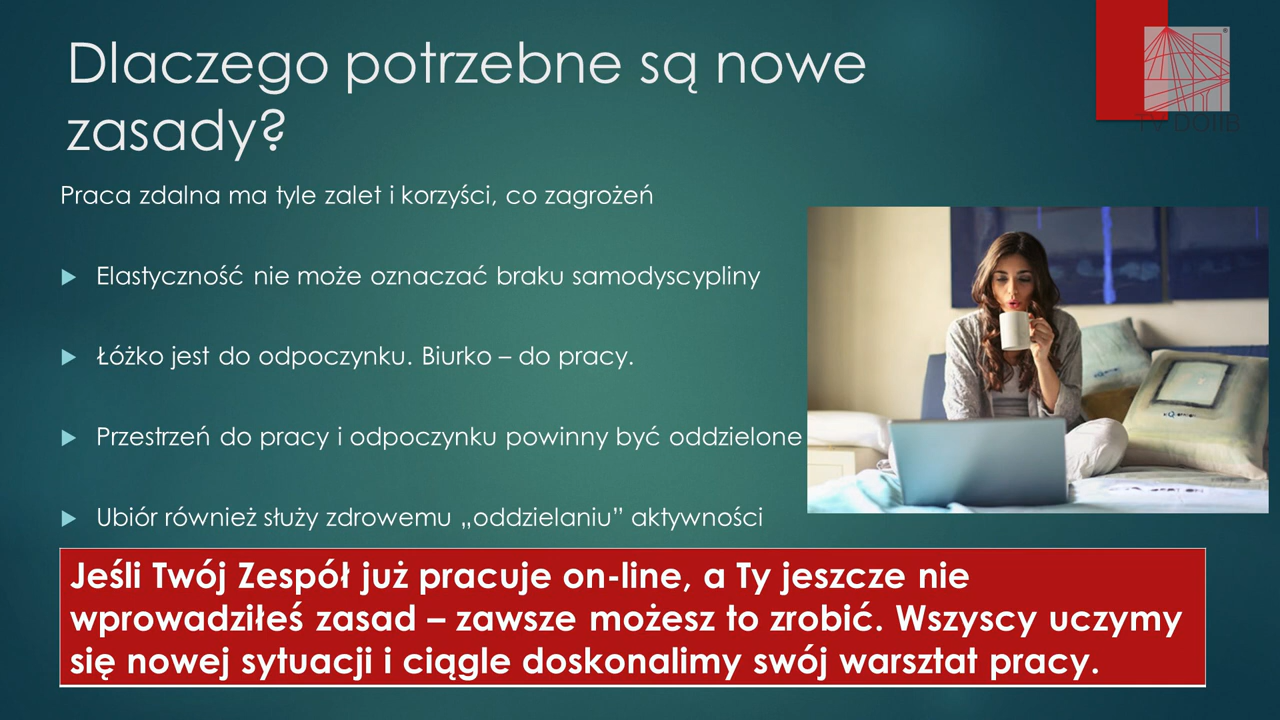 Dlaczego potrzebne są nowe
zasady?
TV DOIIB
Praca zdalna ma tyle zalet i korzyści, co zagrożeń
Elastyczność nie może oznaczać braku samodyscypliny
Łóżko jest do odpoczynku. Biurko – do pracy.
Przestrzeń do pracy i odpoczynku powinny być oddzielone
Ubiór również służy zdrowemu „oddzielaniu” aktywności
Jeśli Twój Zespół już pracuje on-line, a Ty jeszcze nie
wprowadziłeś zasad – zawsze możesz to zrobić. Wszyscy uczymy
się nowej sytuacji i ciągle doskonalimy swój warsztat pracy.